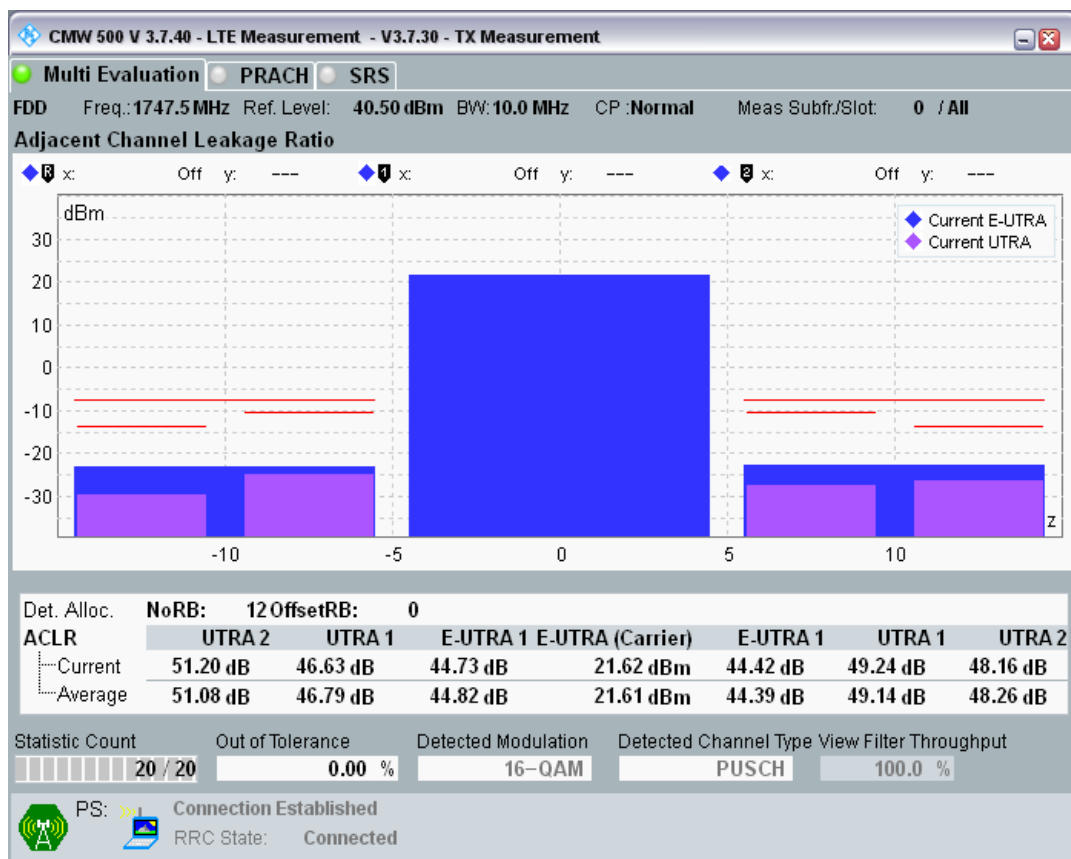 CMW 500 V 3.7.40 - LTE Measurement - V3.7.30 - TX Measurement
Multi Evaluation PRACH SRS
FDD Freq.: 1747.5 MHz Ref. Level: 40.50 dBm BW: 10.0 MHz CP :Normal Meas Subfr./Slot: 0 / All
Adjacent Channel Leakage Ratio
R x: Off y: --- 1 x: Off y: --- 2 x: Off y: ---
dBm
Current E-UTRA
Current UTRA
30
20
10
0
-10
-20
-30
z
-10 -5 0 5 10
Det. Alloc. NoRB: 12 OffsetRB: 0
ACLR UTRA 2 UTRA 1 E-UTRA 1 E-UTRA (Carrier) E-UTRA 1 UTRA 1 UTRA 2
Current 51.20 dB 46.63 dB 44.73 dB 21.62 dBm 44.42 dB 49.24 dB 48.16 dB
Average 51.08 dB 46.79 dB 44.82 dB 21.61 dBm 44.39 dB 49.14 dB 48.26 dB
Statistic Count Out of Tolerance Detected Modulation Detected Channel Type View Filter Throughput
20 / 20 0.00 % 16-QAM PUSCH 100.0 %
PS: Connection Established
RRC State: Connected